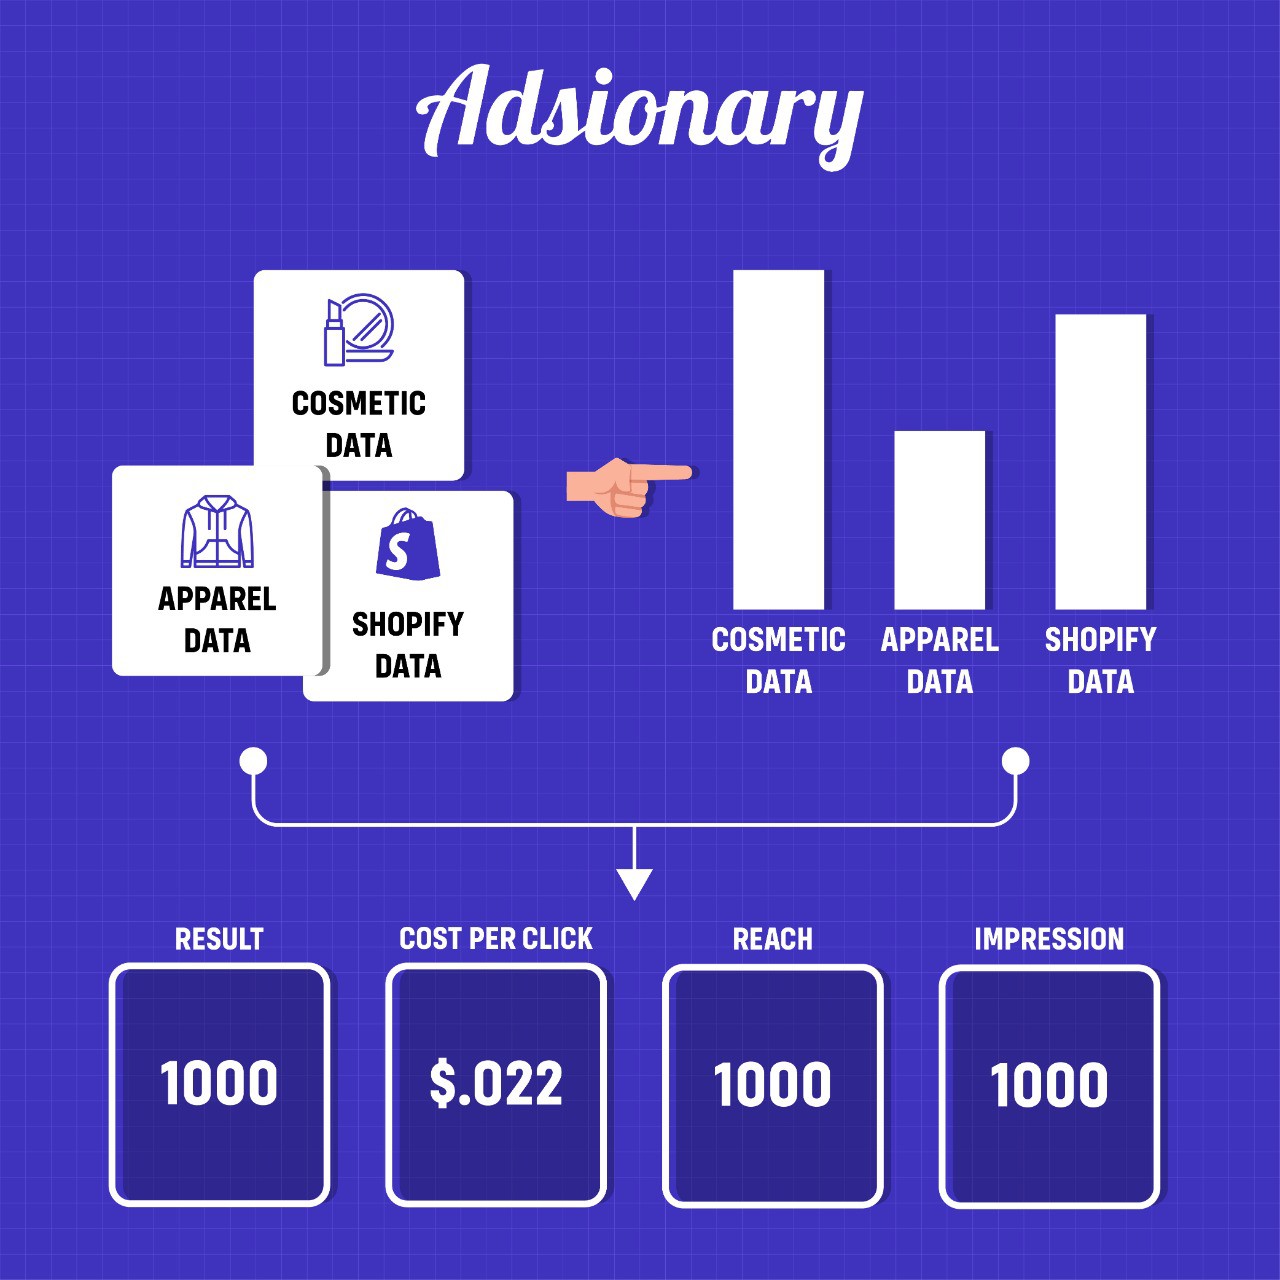 Adsionary
COSMETIC
DATA
APPAREL
DATA
S
SHOPIFY
DATA
COSMETIC
DATA
APPAREL
DATA
SHOPIFY
DATA
RESULT
1000
COST PER CLICK
$.022
REACH
1000
IMPRESSION
1000